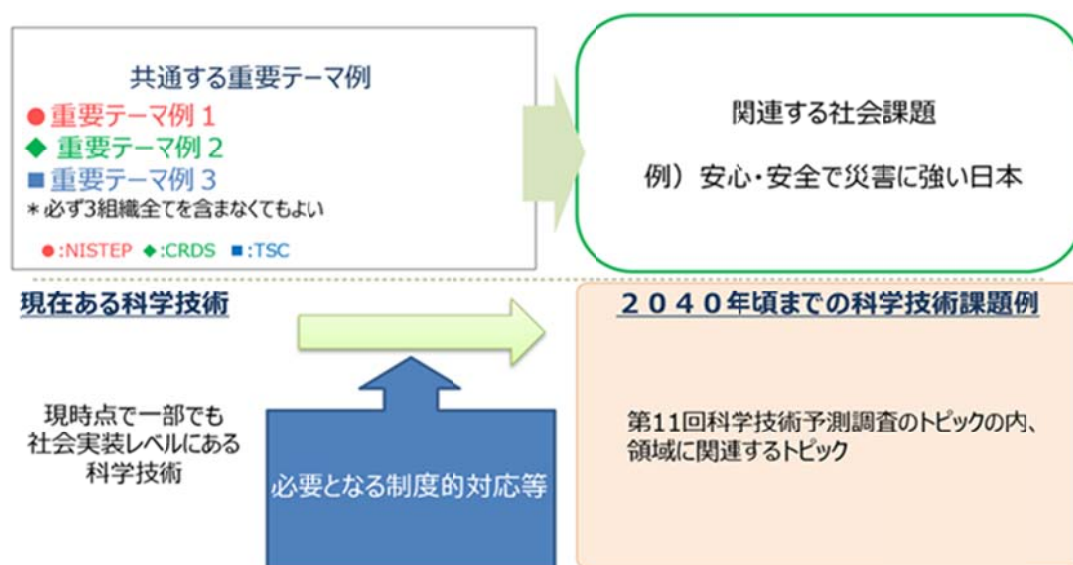 共通する重要テーマ例
●重要テーマ例1
◆ 重要テーマ例2
■重要テーマ例3
*必ず3組織全てを含まなくてもよい
●:NISTEP ◆:CRDS ■:TSC
関連する社会課題
例）安心・安全で災害に強い日本
現在ある科学技術
現時点で一部でも
社会実装レベルにある
科学技術
必要となる制度的対応等
2040年頃までの科学技術課題例
第11回科学技術予測調査のトピックの内、
領域に関連するトピック